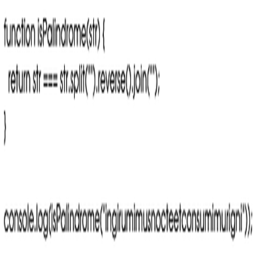 function isPalindrome(str) {
return str === str.split("").reverse().join("");
}
console.log(isPalindrome("ingirumimusnocteetconsumimurigni"));